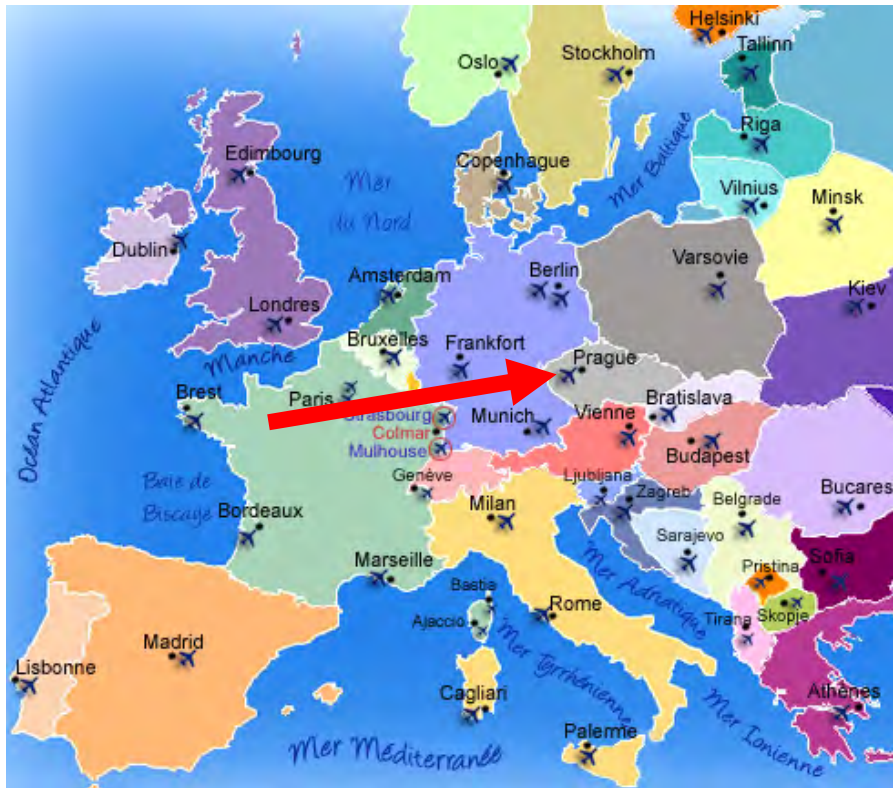 Helsinki
Oslo
Stockholm
Tallinn
Riga
Edimbourg
Copenhague
Mer Baltique
Mer
du Nord
Vilnius
Minsk
Dublin
Amsterdam
Berlin
Varsovie
Kiev
Londres
Océan Atlantique
Manche
Bruxelles
Frankfort
Prague
Brest
Paris
Strasbourg
Colmar
Mulhouse
Munich
Vienne
Bratislava
Budapest
Baie de
Biscaye
Genève
Ljubljana
Zagreb
Belgrade
Bucares
Bordeaux
Milan
Sarajevo
Sofia
Marseille
Bastia
Pristina
Ajaccio
Rome
Mer Adriatique
Tirana
Skopje
Madrid
Lisbonne
Mer Tyrrhénienne
Cagliari
Athènes
Mer Méditerranée
Palerme
Mer Ionienne